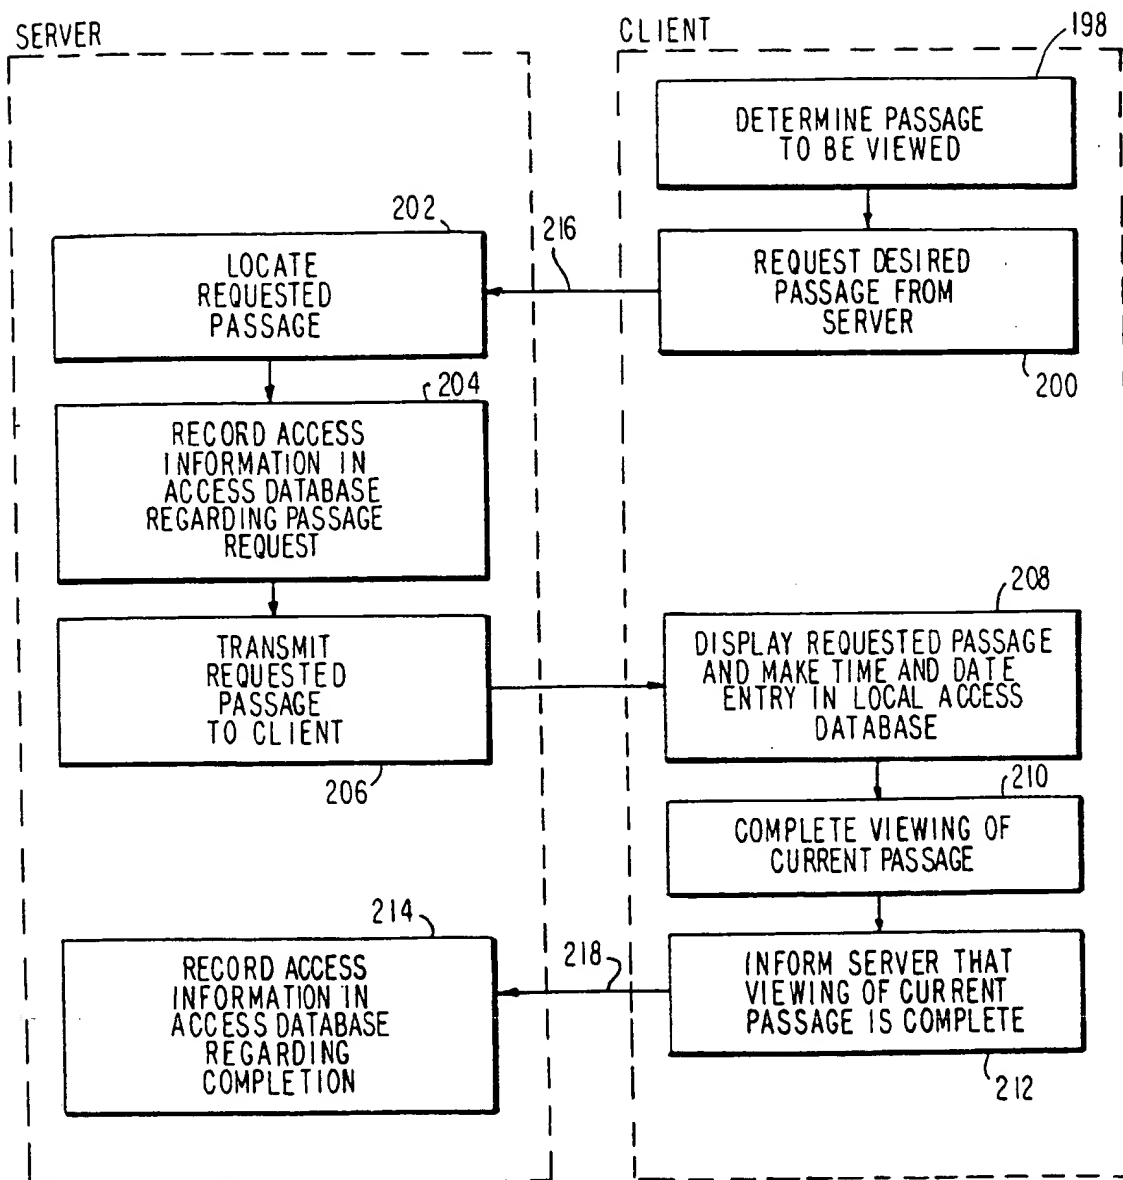 SERVER
CLIENT
198
DETERMINE PASSAGE
TO BE VIEWED
202
216
LOCATE
REQUESTED
PASSAGE
REQUEST DESIRED
PASSAGE FROM
SERVER
200
204
RECORD ACCESS
INFORMATION IN
ACCESS DATABASE
REGARDING PASSAGE
REQUEST
208
TRANSMIT
REQUESTED
PASSAGE
TO CLIENT
206
DISPLAY REQUESTED PASSAGE
AND MAKE TIME AND DATE
ENTRY IN LOCAL ACCESS
DATABASE
210
COMPLETE VIEWING OF
CURRENT PASSAGE
214
218
RECORD ACCESS
INFORMATION IN
ACCESS DATABASE
REGARDING
COMPLETION
INFORM SERVER THAT
VIEWING OF CURRENT
PASSAGE IS COMPLETE
212